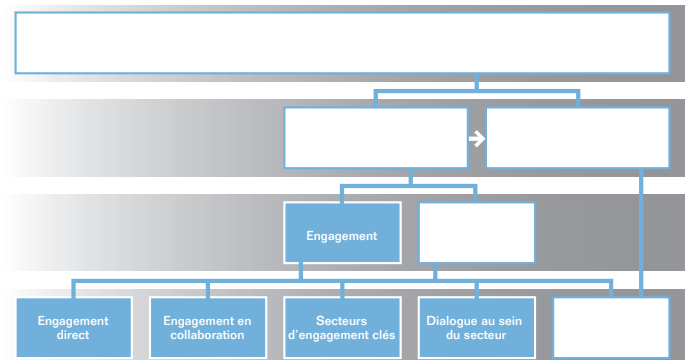 Engagement
Engagement
direct
Engagement en
collaboration
Secteurs
d'engagement clés
Dialogue au sein
du secteur